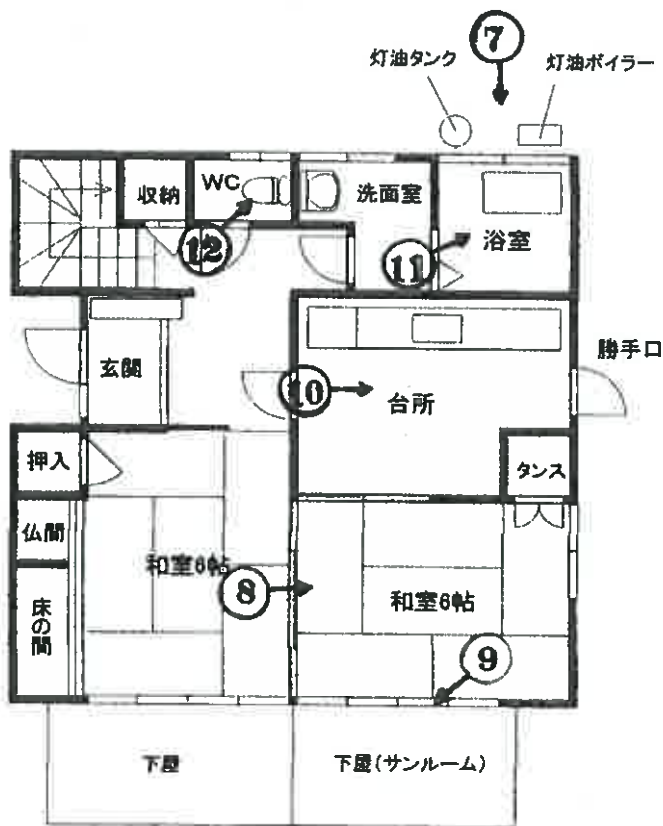 ⑦
灯油タンク
灯油ボイラー
収納
WC
洗面室
浴室
⑫
⑪
玄関
勝手口
⑩
台所
押入
タンス
仏間
和室6帖
⑧
和室6帖
床の間
⑨
下屋
下屋(サンルーム)